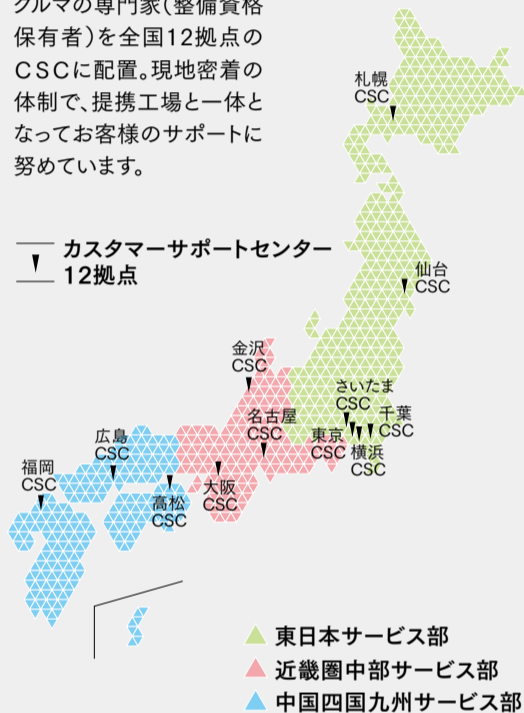 クルマの専門家(整備資格
保有者)を全国12拠点の
CSCに配置。現地密着の
体制で、提携工場と一体と
なってお客様のサポートに
努めています。
札幌
CSC
カスタマーサポートセンター
12拠点
仙台
CSC
金沢
CSC
さいたま
CSC
千葉
CSC
名古屋
CSC
東京
CSC
横浜
CSC
広島
CSC
福岡
CSC
大阪
CSC
高松
CSC
東日本サービス部
近畿圏中部サービス部
中国四国九州サービス部